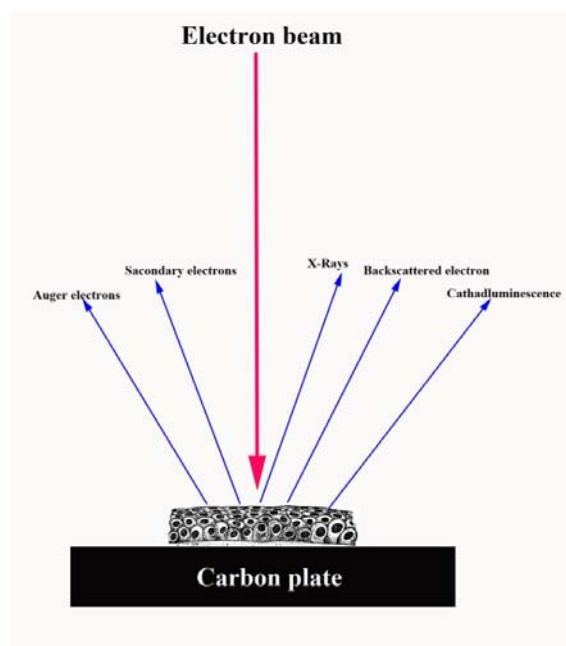 Electron beam
X-Rays
Sacondary electrons
Backscattered electron
Auger electrons
Cathadluminescence
Carbon plate